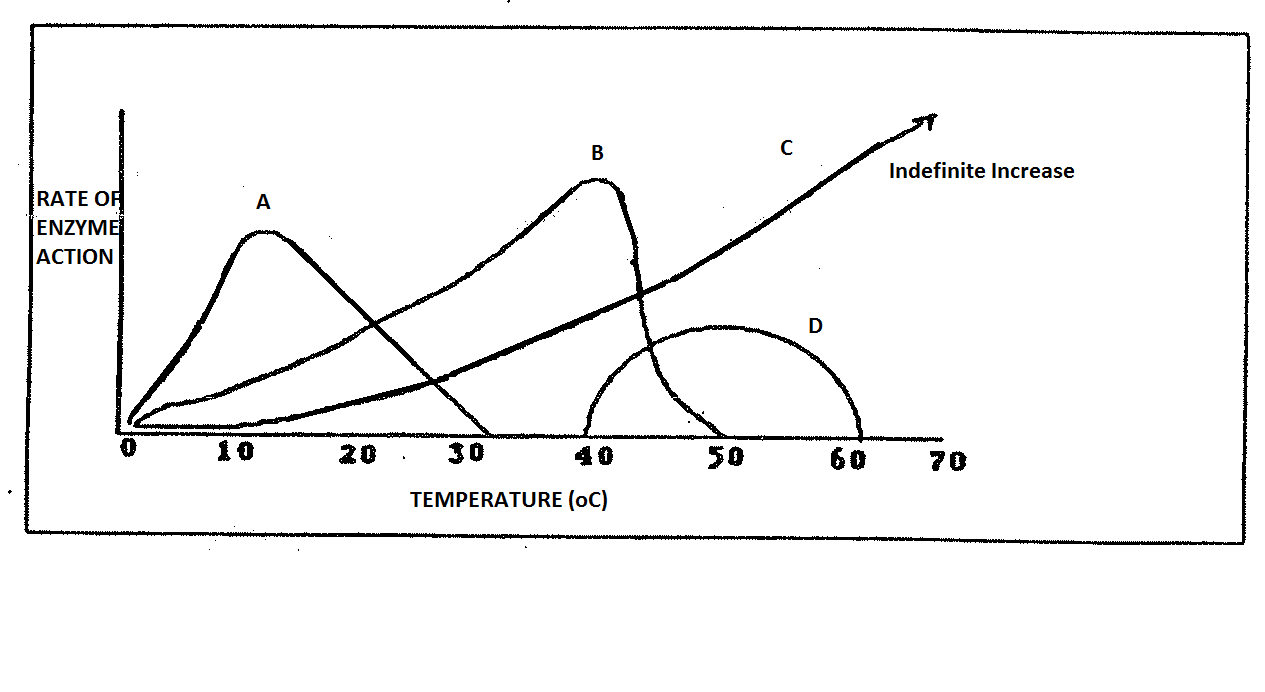 B
C
Indefinite Increase
A
RATE OF
ENZYME
ACTION
D
0 10 20 30 40 50 60 70
TEMPERATURE (oC)